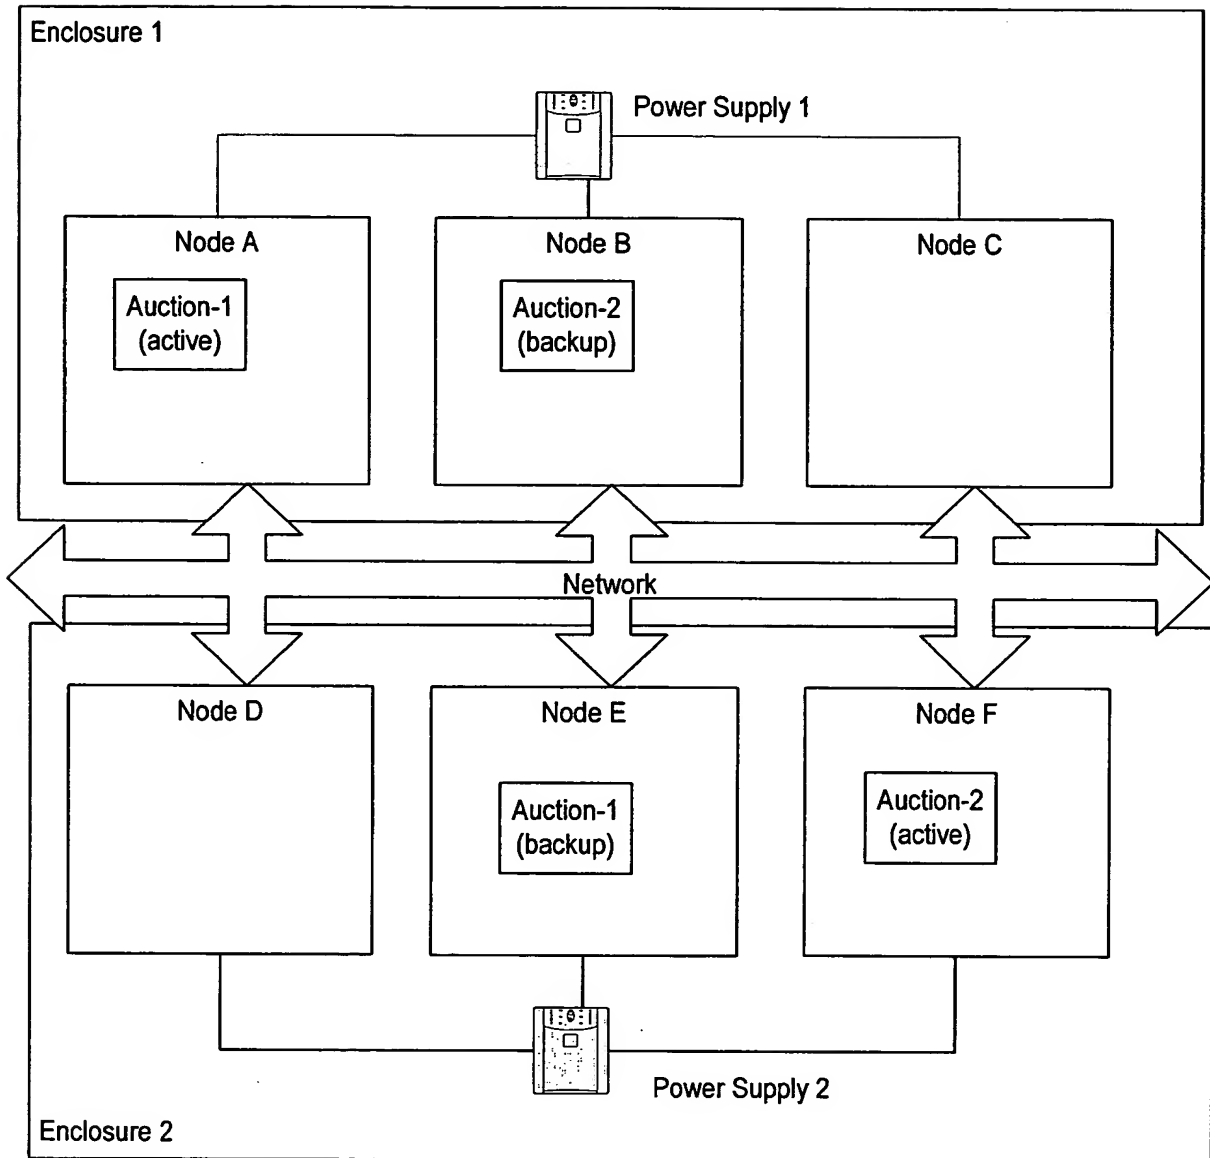 Enclosure 1
Power Supply 1
Node A
Node B
Node C
Auction-1
(active)
Auction-2
(backup)
Network
Node D
Node E
Node F
Auction-1
(backup)
Auction-2
(active)
Power Supply 2
Enclosure 2